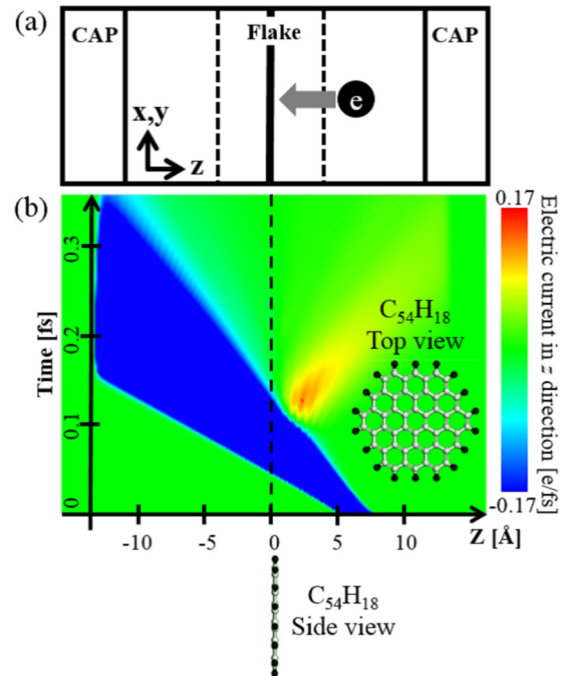 (a)
CAP
Flake
CAP
e
x,y
z
(b)
0.17
0.3
0.2
0.1
0
Time [fs]
C54H18
Top view
Electric current in z direction [e/fs]
-0.17
-10
-5
0
5
10
Z [Å]
C54H18
Side view